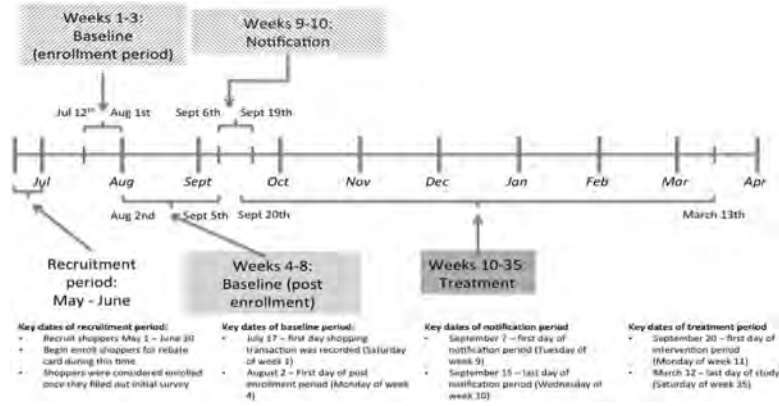 Weeks 1-3:
Baseline
(enrollment period)
Weeks 9-10:
Notification
Jul 12th Aug 1st
Sept 6th Sept 19th
Jul Aug Sept Oct Nov Dec Jan Feb Mar Apr
Aug 2nd Sept 5th Sept 20th March 13th
Recruitment
period:
May - June
Weeks 4-8:
Baseline (post
enrollment)
Weeks 10-35:
Treatment
Key dates of recruitment period:
• Recruit shoppers May 1 – June 30
• Begin enroll shoppers for rebate
card during this time
• Shoppers were considered enrolled
once they filled out initial survey
Key dates of baseline period:
• July 17 – first day shopping
transaction was recorded (Saturday
of week 1)
• August 2 – First day of post
enrollment period (Monday of week
4)
Key dates of notification period
• September 7 – first day of
notification period (Tuesday of
week 9)
• September 15 – last day of
notification period (Wednesday of
week 10)
Key dates of treatment period
• September 20 – first day of
intervention period
(Monday of week 11)
• March 12 – last day of study
(Saturday of week 35)